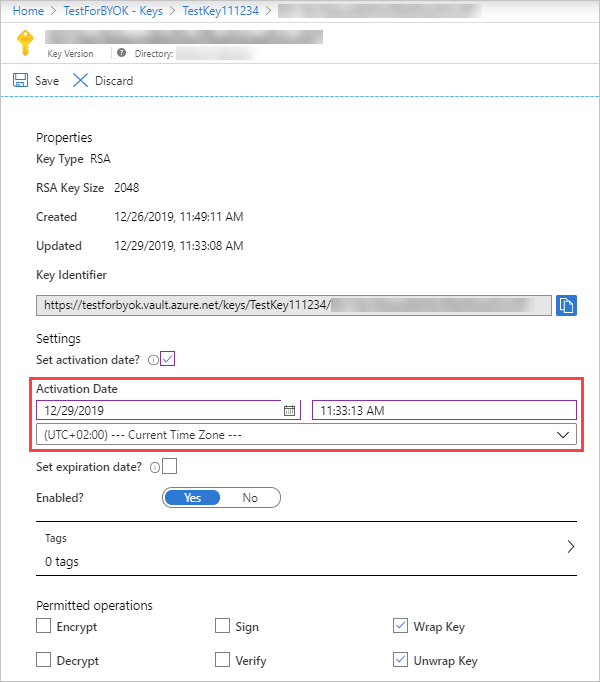 Home > TestForBYOK - Keys > TestKey111234 >
Key Version Directory:
Save Discard
Properties
Key Type RSA
RSA Key Size 2048
Created 12/26/2019, 11:49:11 AM
Updated 12/29/2019, 11:33:08 AM
Key Identifier
https://testforbyok.vault.azure.net/keys/TestKey111234/
Settings
Set activation date?
Activation Date
12/29/2019 11:33:13 AM
(UTC+02:00) --- Current Time Zone ---
Set expiration date?
Enabled? Yes No
Tags
0 tags
Permitted operations
Encrypt Sign Wrap Key
Decrypt Verify Unwrap Key